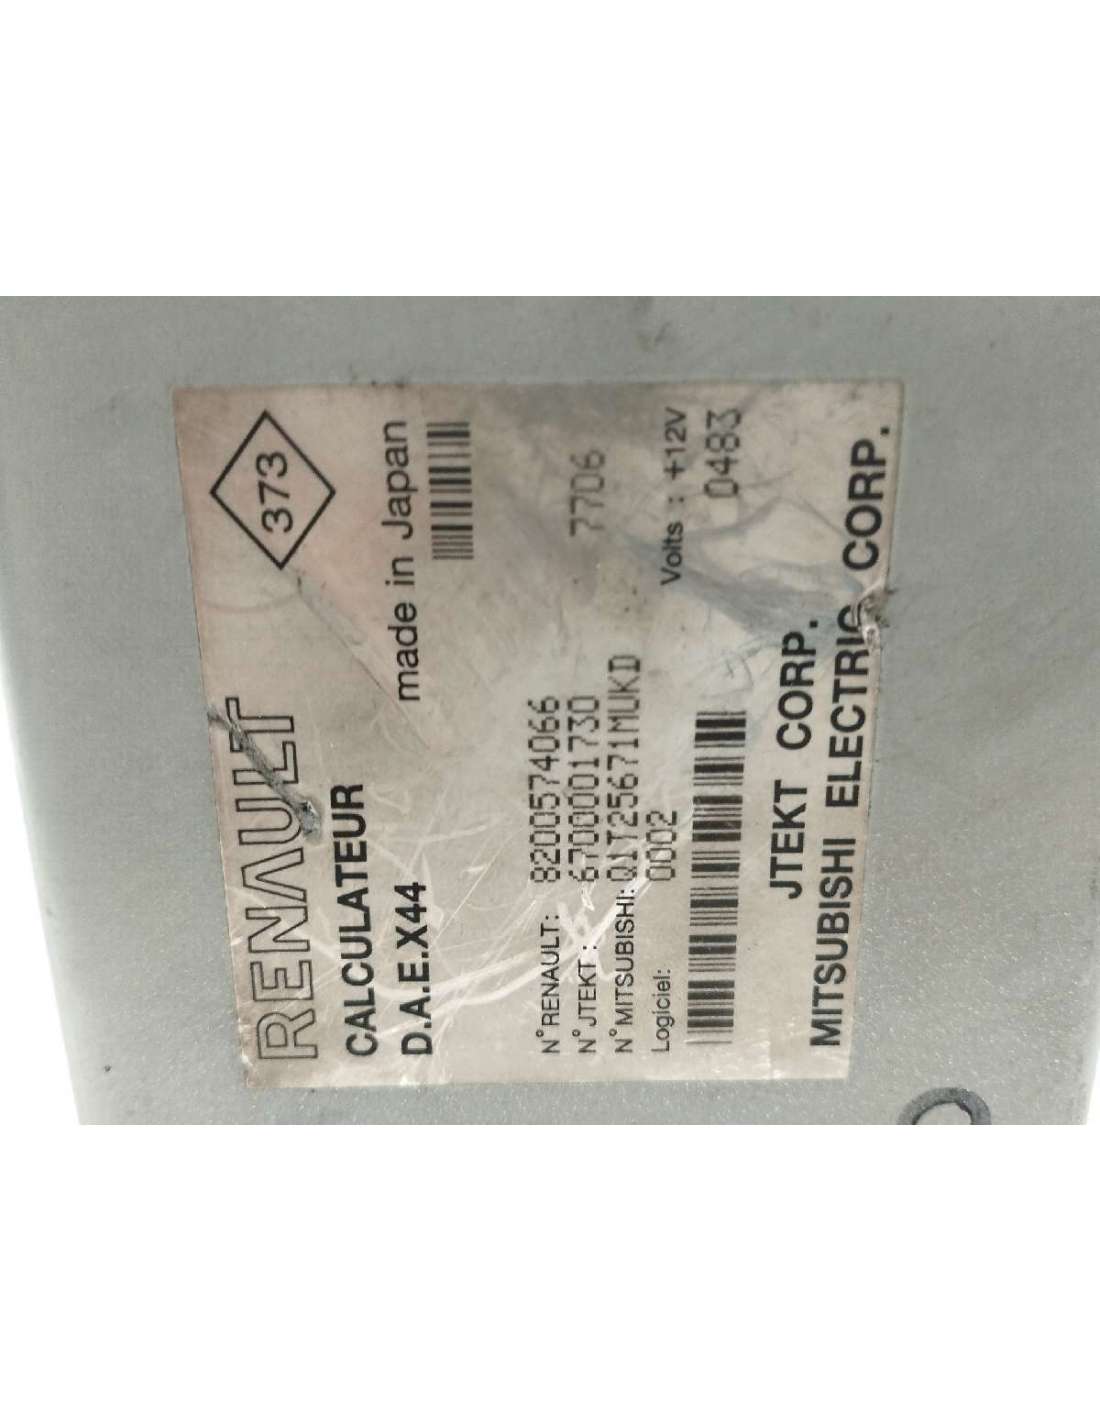 RENAULT 373
CALCULATEUR
D.A.E.X44 made in Japan
N°RENAULT: 8200574066
N°JTEKT : 6700001730 7706
N°MITSUBISHI: Q1T25671MUKD
Logiciel: 0002 Volts : +12V
0483
JTEKT CORP.
MITSUBISHI ELECTRIC CORP.